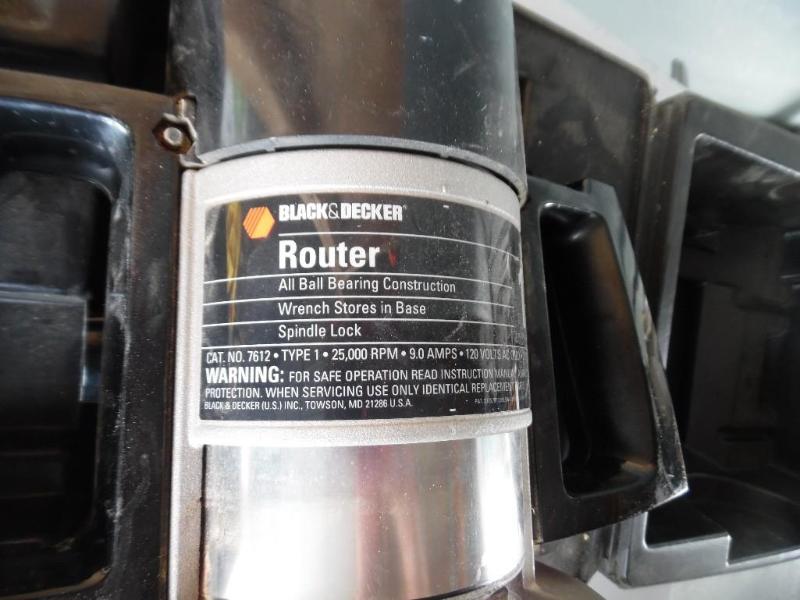 BLACK&DECKER®
Router
All Ball Bearing Construction
Wrench Stores in Base
Spindle Lock
CAT. NO. 7612 • TYPE 1 • 25,000 RPM • 9.0 AMPS • 120 VOLTS AC
WARNING: FOR SAFE OPERATION READ INSTRUCTION
PROTECTION. WHEN SERVICING USE ONLY IDENTICAL
BLACK & DECKER (U.S.) INC., TOWSON, MD 21286 U.S.A.